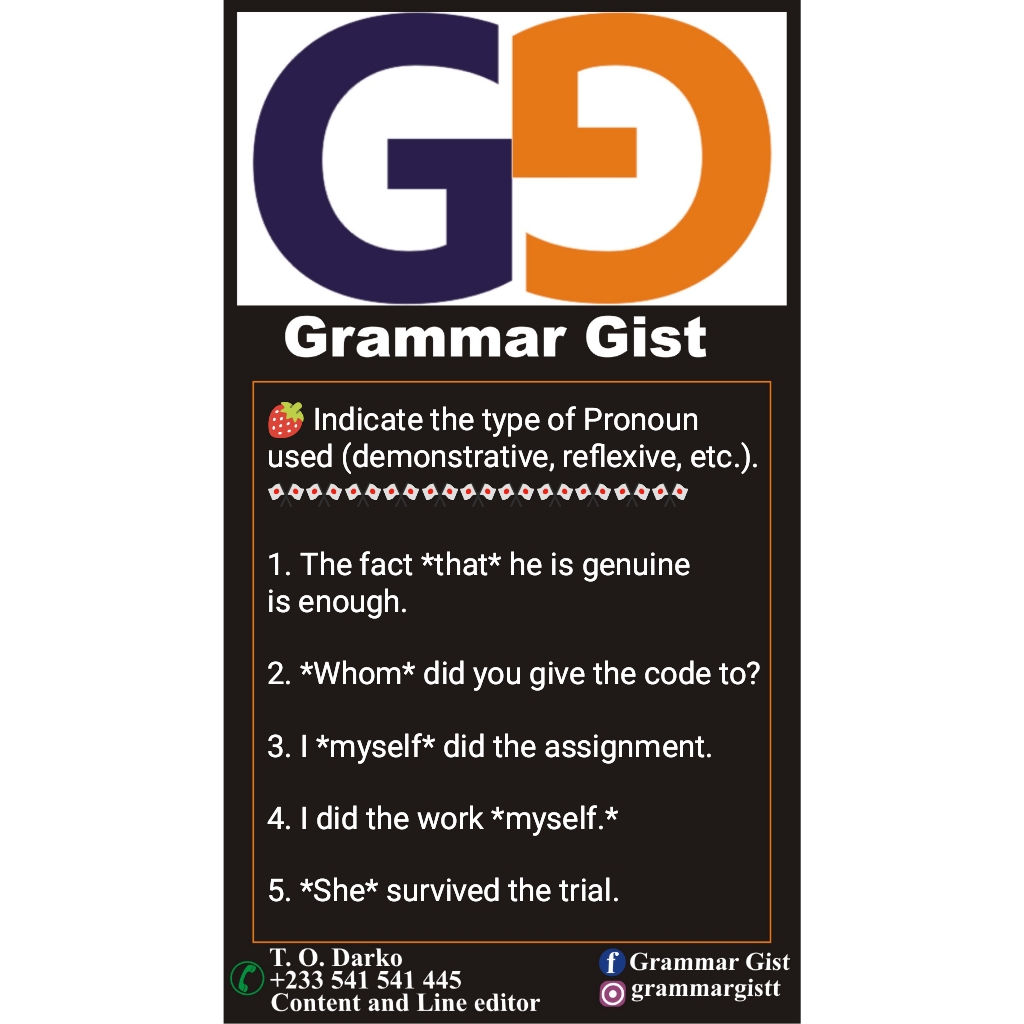 GG
Grammar Gist
🍓 Indicate the type of Pronoun
used (demonstrative, reflexive, etc.).
1. The fact *that* he is genuine
is enough.
2. *Whom* did you give the code to?
3. I *myself* did the assignment.
4. I did the work *myself.*
5. *She* survived the trial.
T. O. Darko
+233 541 541 445
Content and Line editor
f Grammar Gist
grammargistt